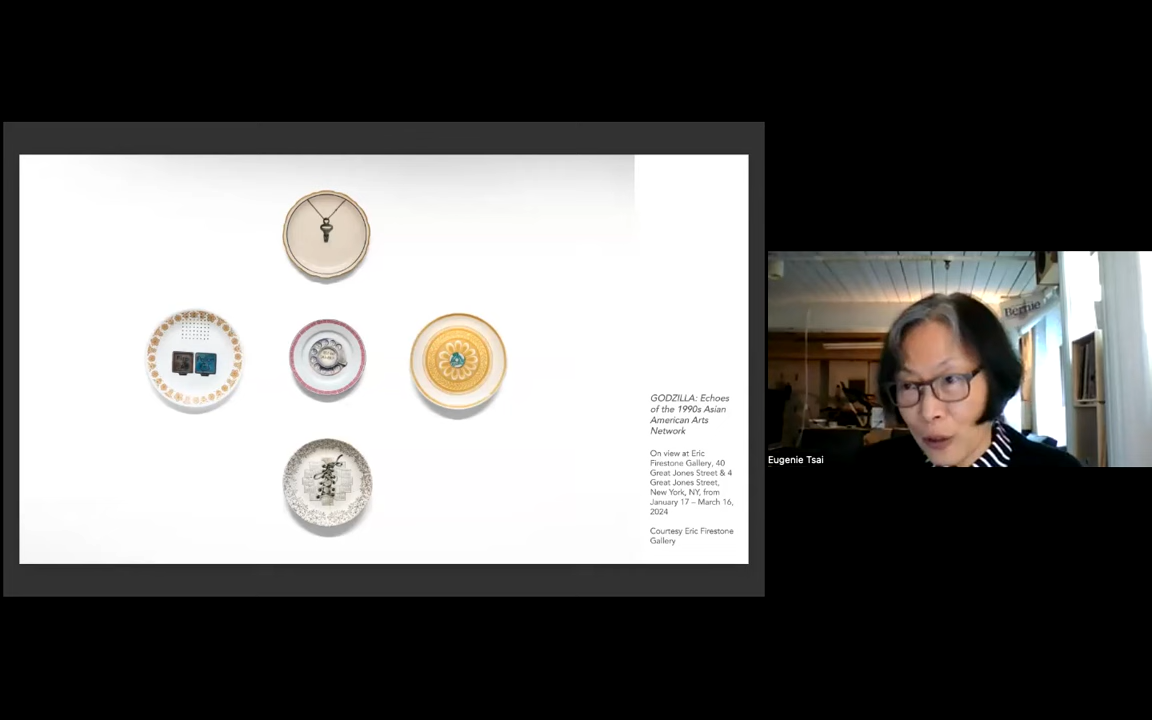 GODZILLA: Echoes
of the 1990s Asian
American Arts
Network
On view at Eric
Firestone Gallery, 40
Great Jones Street & 4
Great Jones Street,
New York, NY, from
January 17 – March 16,
2024
Courtesy Eric Firestone
Gallery
Bernie
Eugenie Tsai